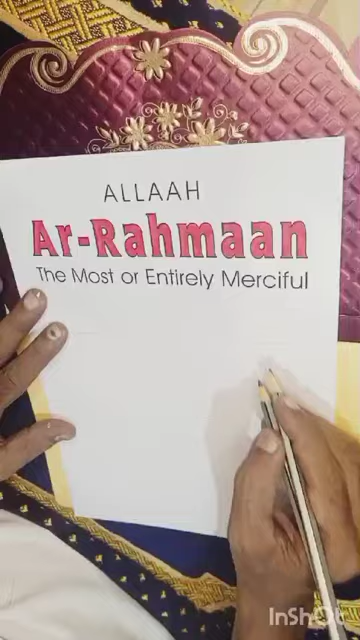 ALLAAH
Ar-Rahmaan
The Most or Entirely Merciful
InShOt